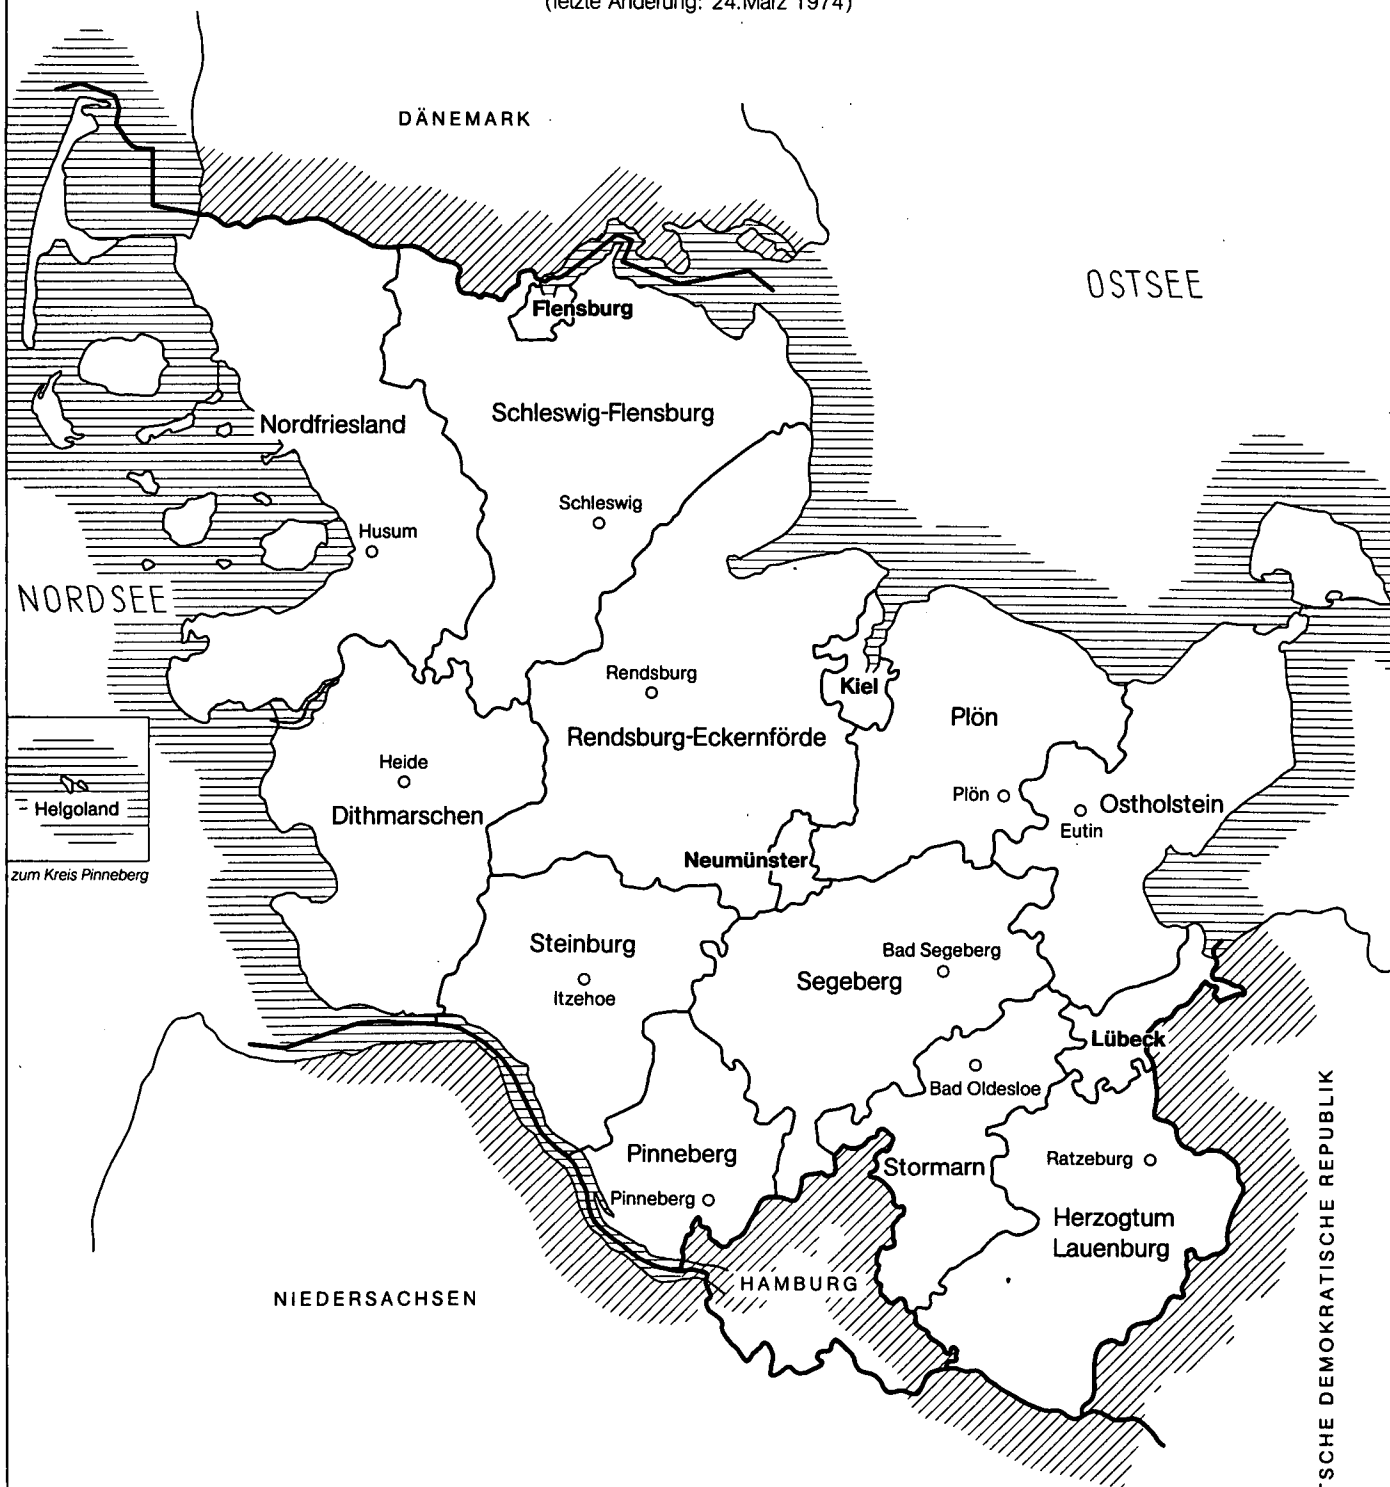 (letzte Änderung: 24.März 1974)
DÄNEMARK
OSTSEE
Flensburg
Nordfriesland
Schleswig-Flensburg
Schleswig
Husum
NORDSEE
Rendsburg
Kiel
Plön
Rendsburg-Eckernförde
Heide
Helgoland
Dithmarschen
Plön
Ostholstein
Eutin
zum Kreis Pinneberg
Neumünster
Steinburg
Itzehoe
Bad Segeberg
Segeberg
Lübeck
Bad Oldesloe
Pinneberg
Pinneberg
Stormarn
Ratzeburg
Herzogtum
Lauenburg
HAMBURG
NIEDERSACHSEN
TSCHE DEMOKRATISCHE REPUBLIK